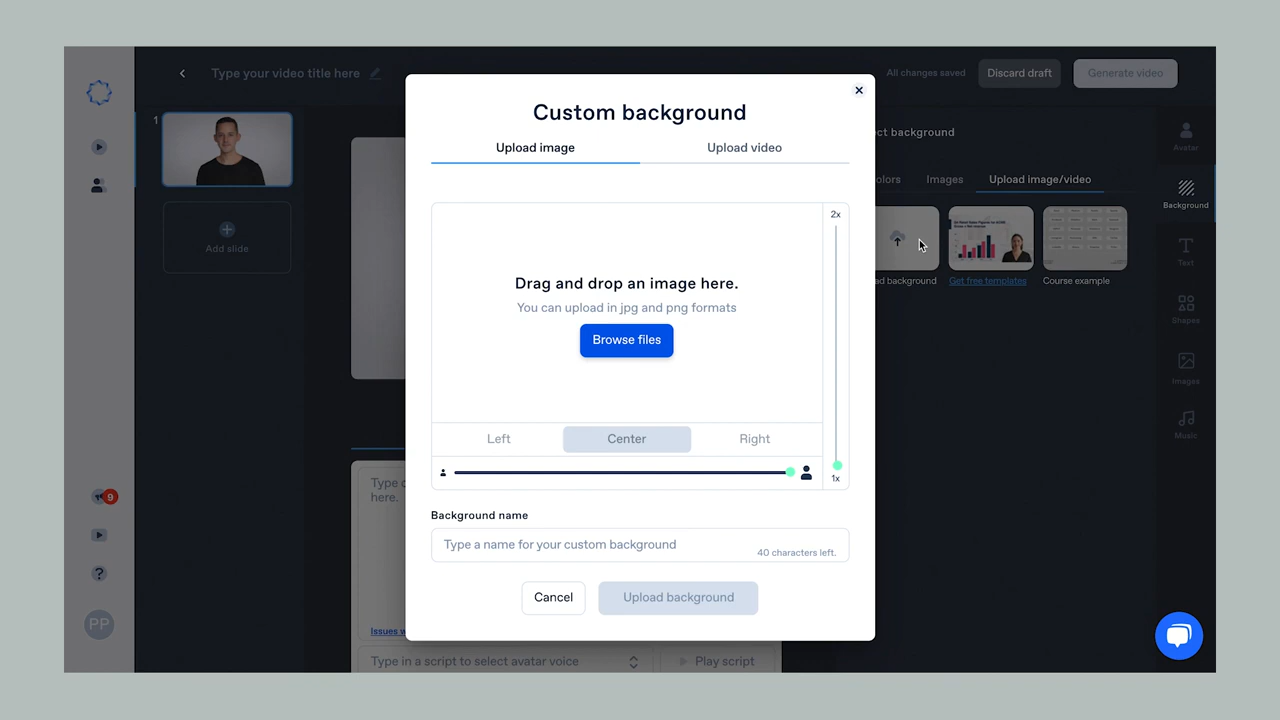 Type your video title here
All changes saved
Discard draft
Generate video
1
Add slide
9
PP
Custom background
Upload image
Upload video
2x
Drag and drop an image here.
You can upload in jpg and png formats
Browse files
Left
Center
Right
1x
Background name
Type a name for your custom background
40 characters left.
Cancel
Upload background
background
Images
Upload image/video
background
Get free templates
Course example
Avatar
Background
Text
Shapes
Images
Music
Type
here.
Issues
Type in a script to select avatar voice
Play script